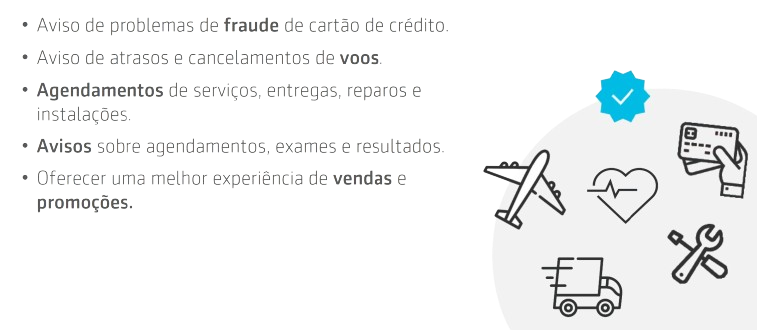 • Aviso de problemas de fraude de cartão de crédito.
• Aviso de atrasos e cancelamentos de voos.
• Agendamentos de serviços, entregas, reparos e
instalações.
• Avisos sobre agendamentos, exames e resultados.
• Oferecer uma melhor experiência de vendas e
promoções.